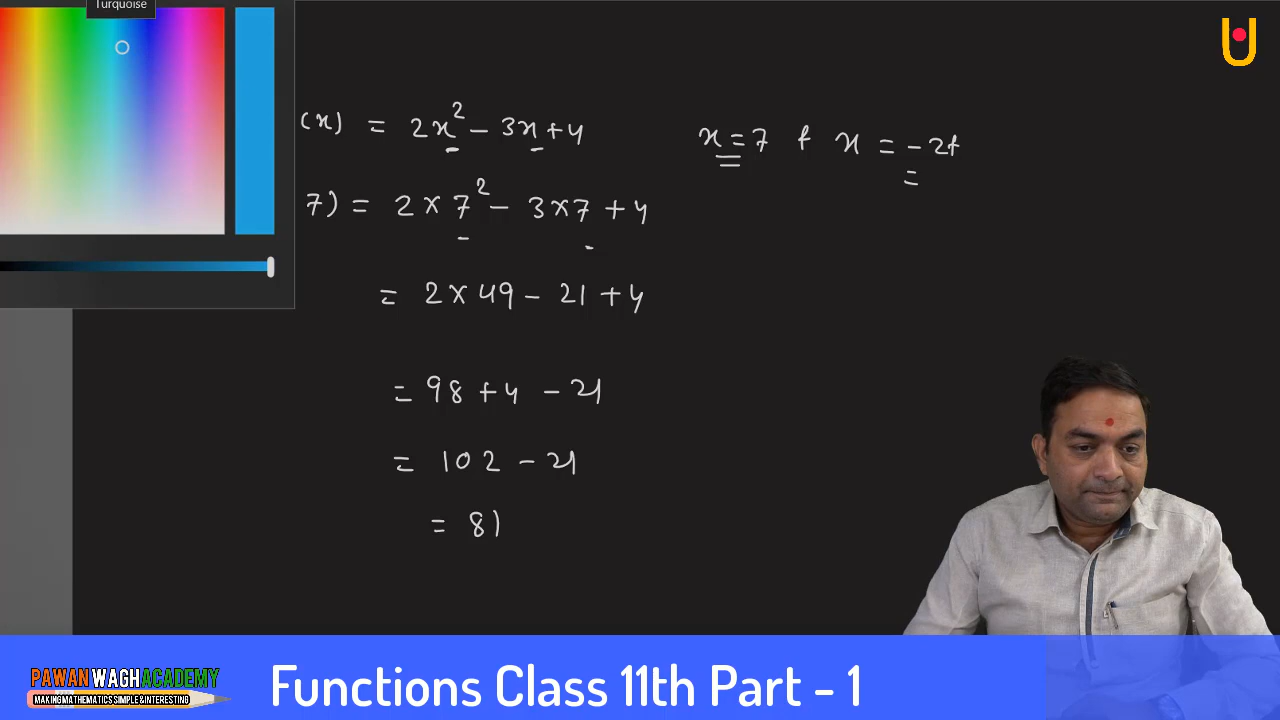 Turquoise
(x) = 2x² - 3x + 4
x = 7 & x = -2t
7) = 2 × 7² - 3 × 7 + 4
= 2 × 49 - 21 + 4
= 98 + 4 - 21
= 102 - 21
= 81
PAWAN WAGH ACADEMY
MAKING MATHEMATICS SIMPLE & INTERESTING
Functions Class 11th Part - 1